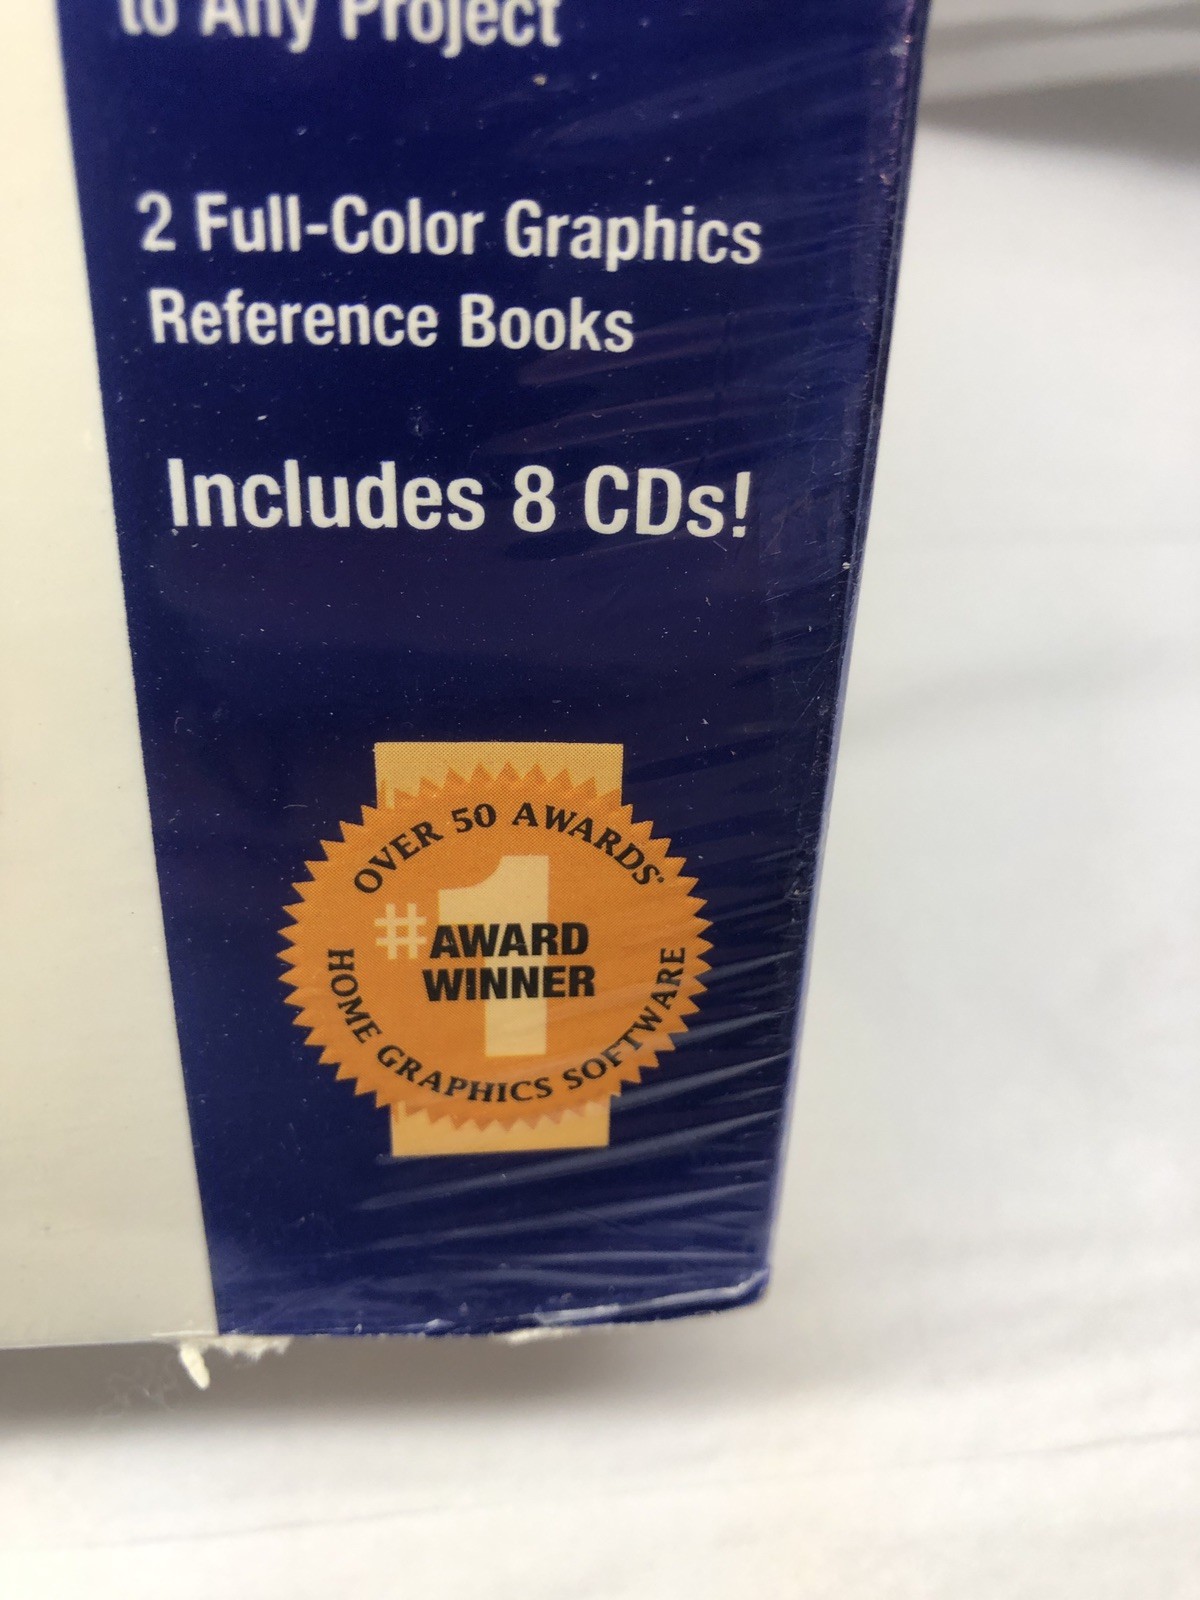 to Any Project
2 Full-Color Graphics
Reference Books
Includes 8 CDs!
OVER 50 AWARDS*
#1
AWARD
WINNER
HOME GRAPHICS SOFTWARE